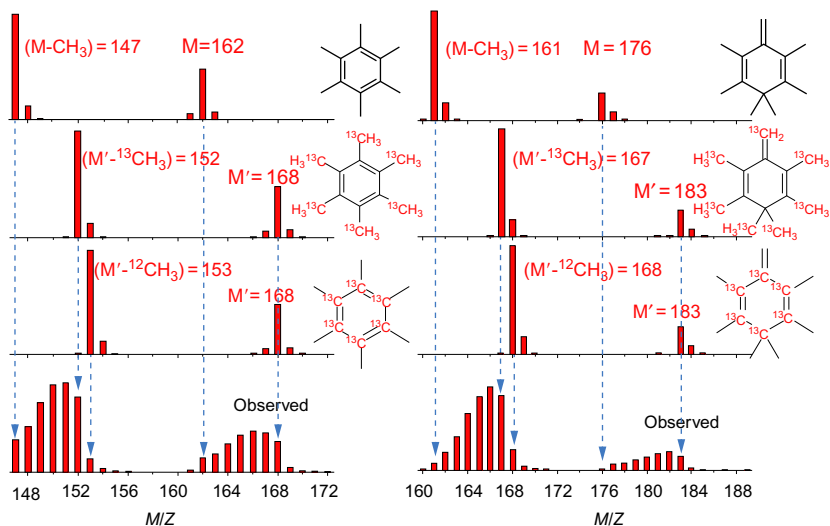 (M-CH₃) = 147
M=162
(M′-¹³CH₃) = 152
M′= 168
¹³CH₃
H₃¹³C
¹³CH₃
H₃¹³C
¹³CH₃
¹³CH₃
(M′-¹²CH₃) = 153
M′= 168
¹³C
¹³C
¹³C
¹³C
¹³C
¹³C
Observed
148 152 156 160 164 168 172
M/Z
(M-CH₃) = 161
M = 176
(M′-¹³CH₃) = 167
M′ = 183
¹³CH₂
H₃¹³C
¹³CH₃
H₃¹³C
¹³CH₃
H₃¹³C
¹³CH₃
(M′-¹²CH₃) = 168
M′ = 183
¹³C
¹³C
¹³C
¹³C
¹³C
¹³C
Observed
160 164 168 172 176 180 184 188
M/Z